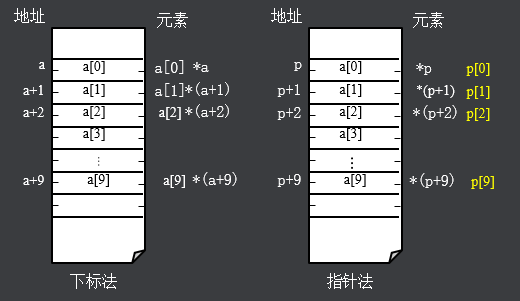 地址 元素 地址 元素
a a[0] a[0] *a p a[0] *p p[0]
a+1 a[1] a[1]*(a+1) p+1 a[1] *(p+1) p[1]
a+2 a[2] a[2]*(a+2) p+2 a[2] *(p+2) p[2]
a[3] a[3]
⋮ ⋮
a+9 a[9] a[9] *(a+9) p+9 a[9] *(p+9) p[9]
下标法 指针法